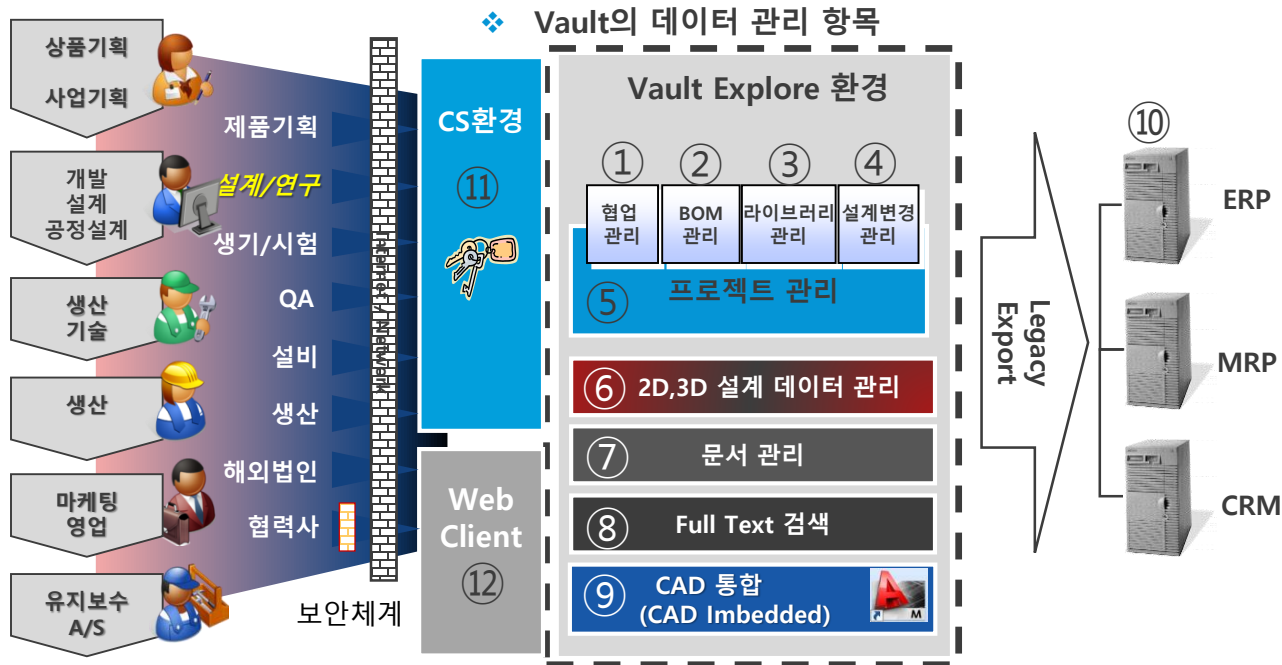 ❖ Vault의 데이터 관리 항목
상품기획
사업기획
개발
설계
공정설계
생산
기술
생산
마케팅
영업
유지보수
A/S
제품기획
설계/연구
생기/시험
QA
설비
생산
해외법인
협력사
Internet / Network
보안체계
CS환경
⑪
Web
Client
⑫
Vault Explore 환경
① ② ③ ④
협업
관리
BOM
관리
라이브러리
관리
설계변경
관리
⑤ 프로젝트 관리
⑥ 2D,3D 설계 데이터 관리
⑦ 문서 관리
⑧ Full Text 검색
⑨ CAD 통합
(CAD Imbedded)
M
Legacy
Export
⑩
ERP
MRP
CRM